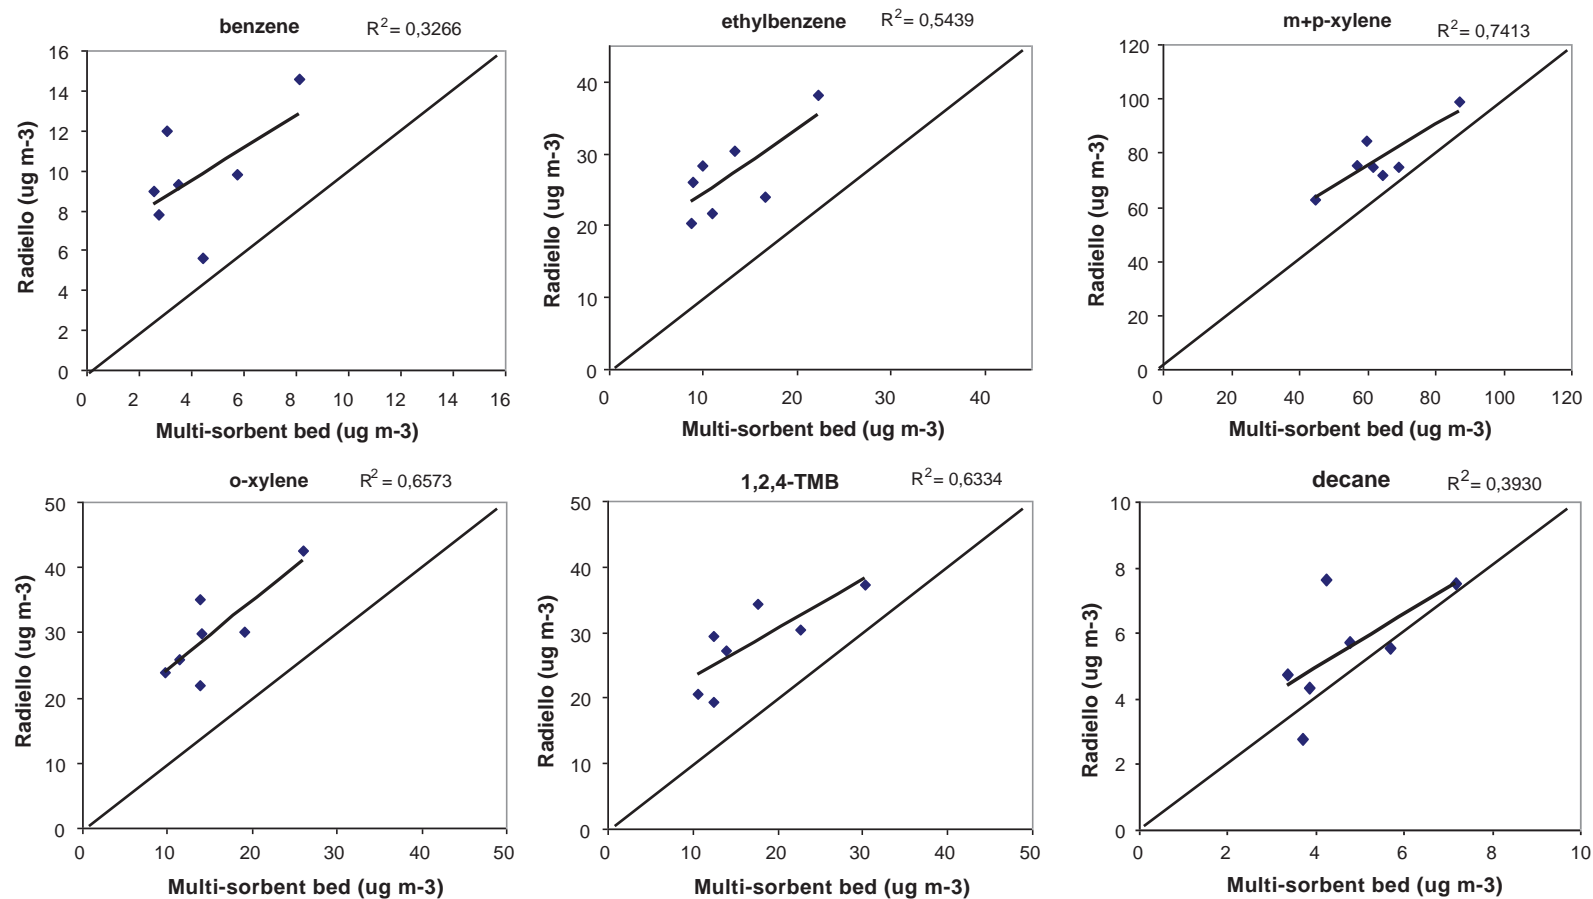 benzene R2 = 0,3266
16
14
12
10
8
6
4
2
0
Radiello (ug m-3)
0 2 4 6 8 10 12 14 16
Multi-sorbent bed (ug m-3)
ethylbenzene R2 = 0,5439
40
30
20
10
0
Radiello (ug m-3)
0 10 20 30 40
Multi-sorbent bed (ug m-3)
m+p-xylene R2 = 0,7413
120
100
80
60
40
20
0
Radiello (ug m-3)
0 20 40 60 80 100 120
Multi-sorbent bed (ug m-3)
o-xylene R2 = 0,6573
50
40
30
20
10
0
Radiello (ug m-3)
0 10 20 30 40 50
Multi-sorbent bed (ug m-3)
1,2,4-TMB R2 = 0,6334
50
40
30
20
10
0
Radiello (ug m-3)
0 10 20 30 40 50
Multi-sorbent bed (ug m-3)
decane R2 = 0,3930
10
8
6
4
2
0
Radiello (ug m-3)
0 2 4 6 8 10
Multi-sorbent bed (ug m-3)